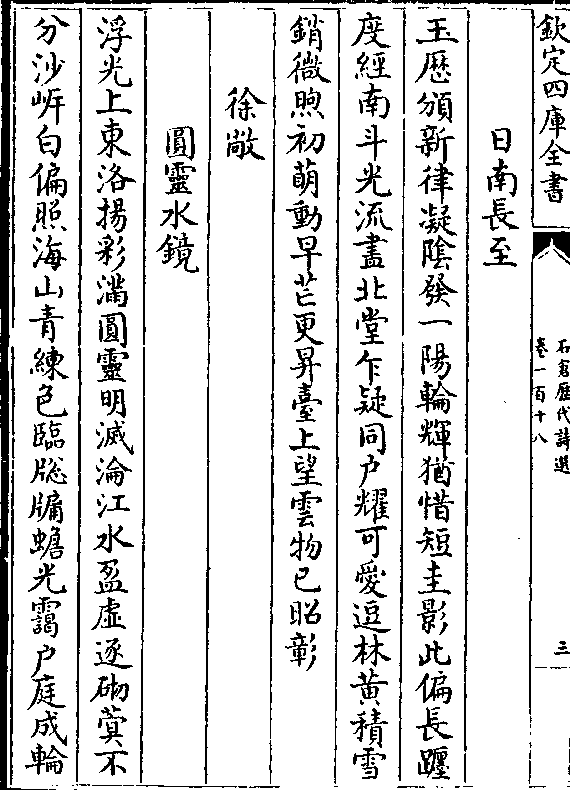 欽定四庫全書
石倉歷代詩選
卷一百十八
三
日南長至
玉厯頒新律凝陰發一陽輪輝猶惜短圭影此偏長躔
度經南斗光流盡北堂乍疑同户耀可愛逗林黄積雪
銷微煦初萌動早芒更昇臺上望雲物已昭彰
徐敞
圓靈水鏡
浮光上東洛揚彩滿圓靈明滅淪江水盈虛逐砌蓂不
分沙㟁白偏照海山青練色臨牕牖蟾光靄户庭成輪